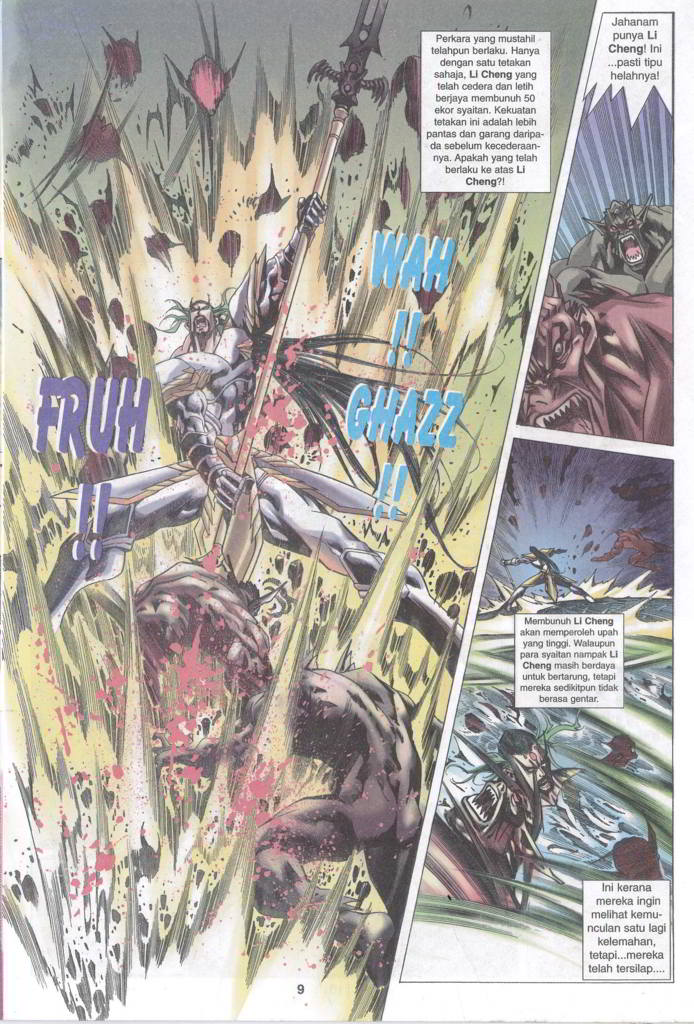 Perkara yang mustahil
telahpun berlaku. Hanya
dengan satu tetakan
sahaja, Li Cheng yang
telah cedera dan letih
berjaya membunuh 50
ekor syaitan. Kekuatan
tetakan ini adalah lebih
pantas dan garang daripa-
da sebelum kecederaan-
nya. Apakah yang telah
berlaku ke atas Li
Cheng?!
Jahanam
punya Li
Cheng! Ini
...pasti tipu
helahnya!
WAH
!!
GHAZZ
!!
FRUH
!!
Membunuh Li Cheng
akan memperoleh upah
yang tinggi. Walaupun
para syaitan nampak Li
Cheng masih berdaya
untuk bertarung, tetapi
mereka sedikitpun tidak
berasa gentar.
Ini kerana
mereka ingin
melihat kemu-
nculan satu lagi
kelemahan,
tetapi...mereka
telah tersilap....
9